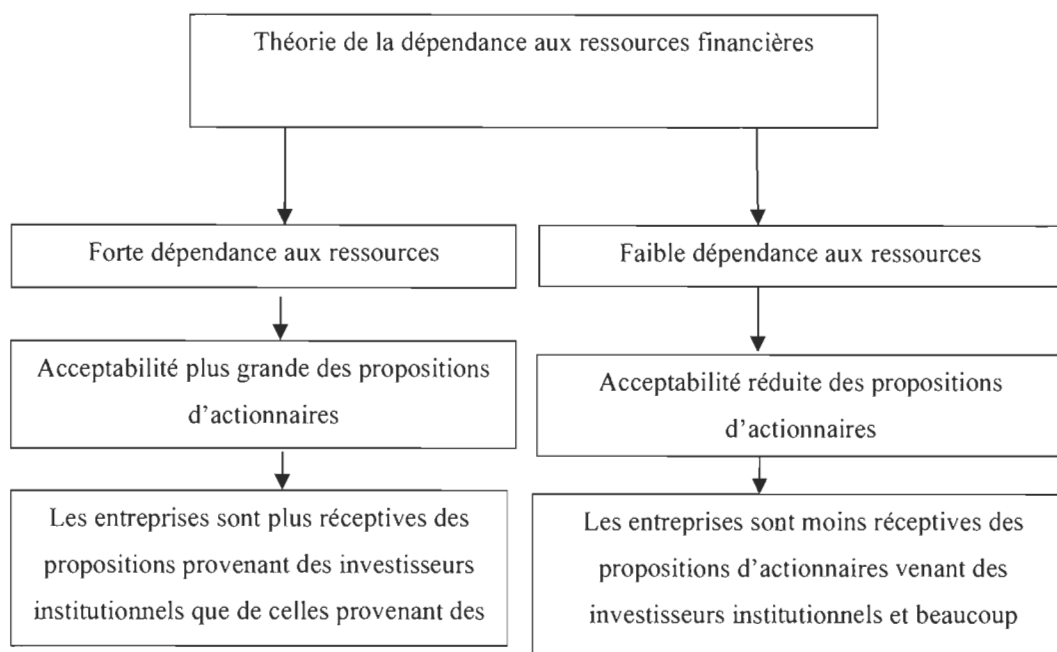 Théorie de la dépendance aux ressources financières
Forte dépendance aux ressources
Acceptabilité plus grande des propositions
d'actionnaires
Les entreprises sont plus réceptives des
propositions provenant des investisseurs
institutionnels que de celles provenant des
Faible dépendance aux ressources
Acceptabilité réduite des propositions
d'actionnaires
Les entreprises sont moins réceptives des
propositions d'actionnaires venant des
investisseurs institutionnels et beaucoup